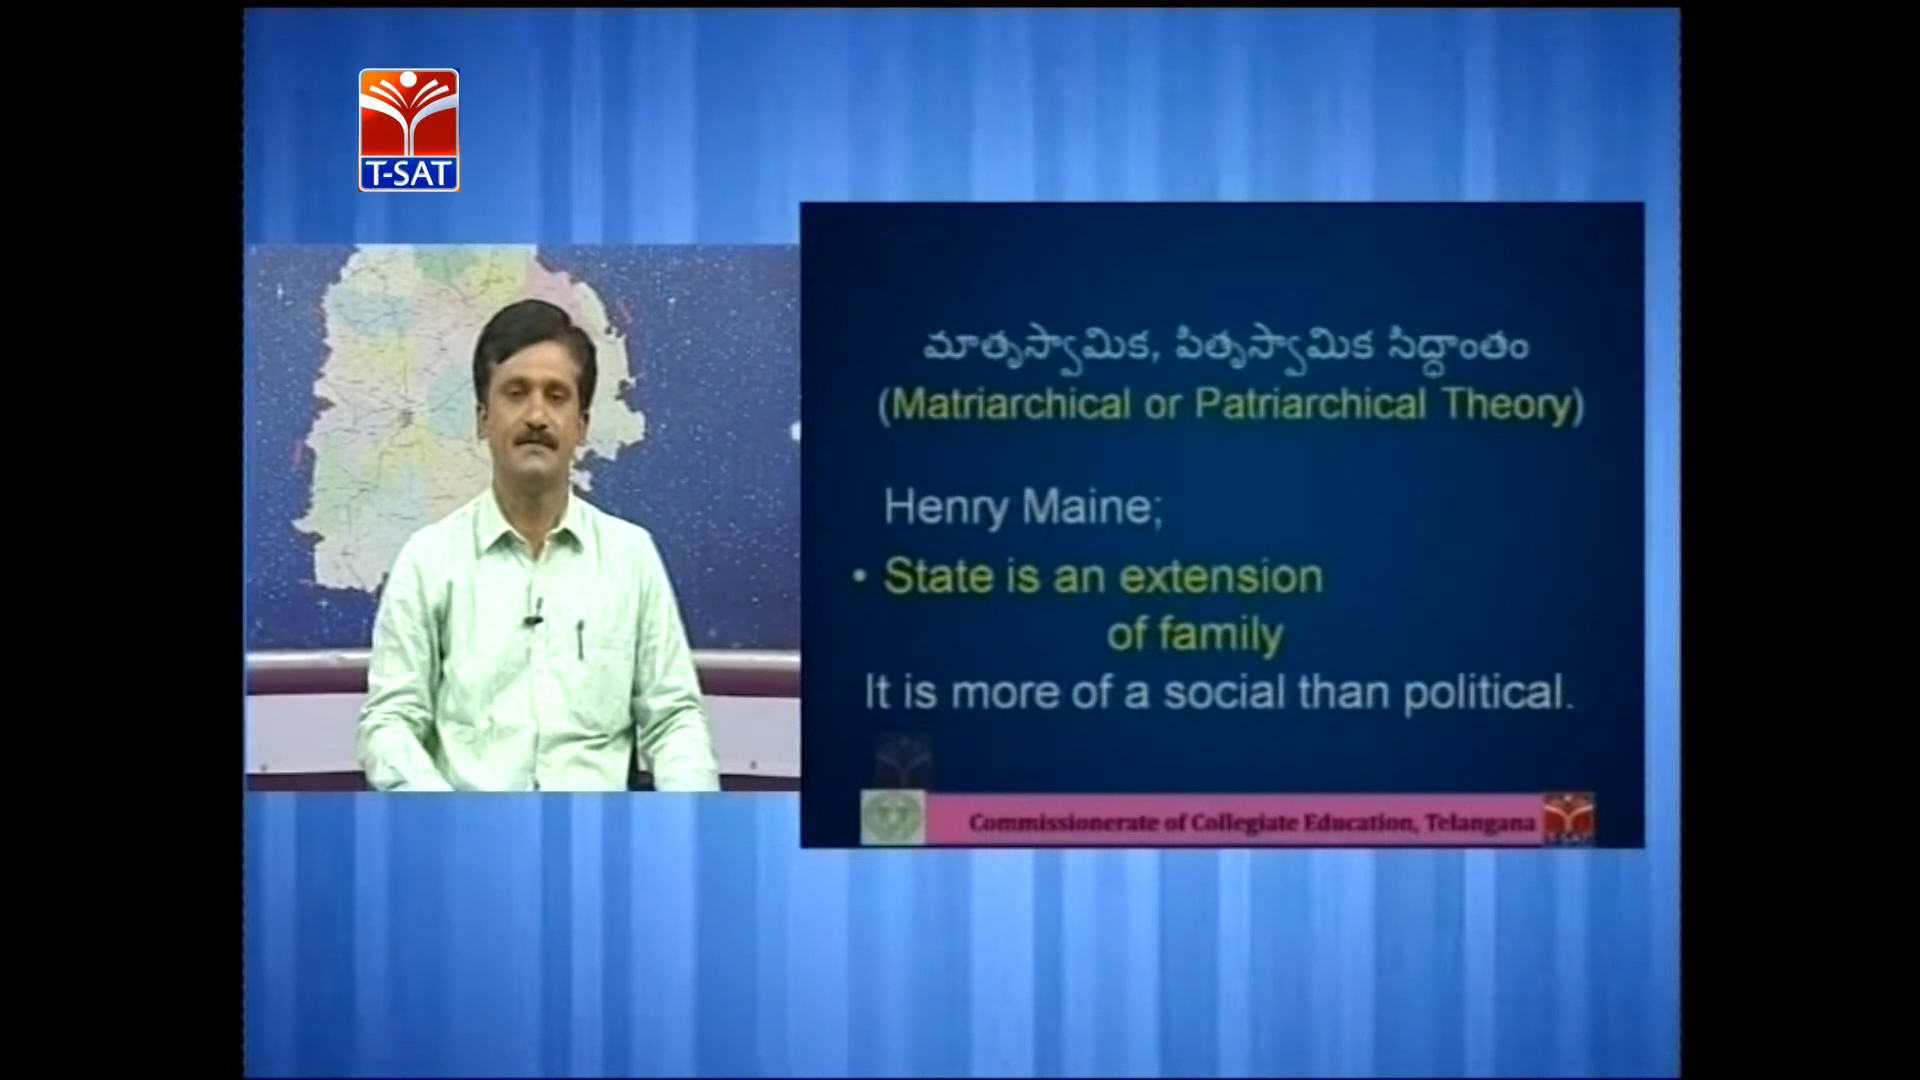 T-SAT
మాతృస్వామిక, పితృస్వామిక సిద్ధాంతం
(Matriarchical or Patriarchical Theory)
Henry Maine;
• State is an extension
of family
It is more of a social than political.
Commissionerate of Collegiate Education, Telangana